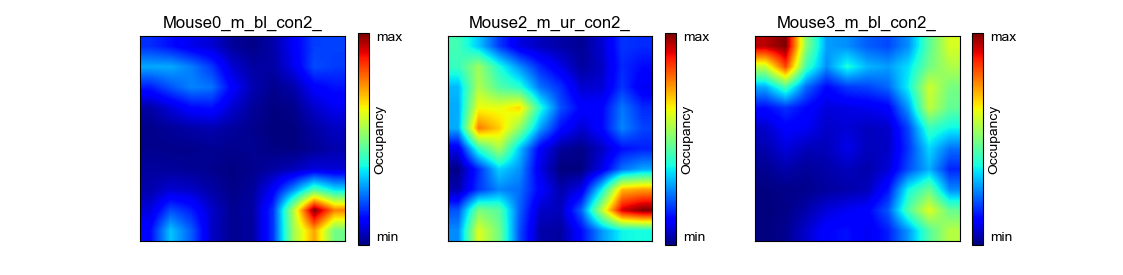 Mouse0_m_bl_con2_
max
Occupancy
min
Mouse2_m_ur_con2_
max
Occupancy
min
Mouse3_m_bl_con2_
max
Occupancy
min